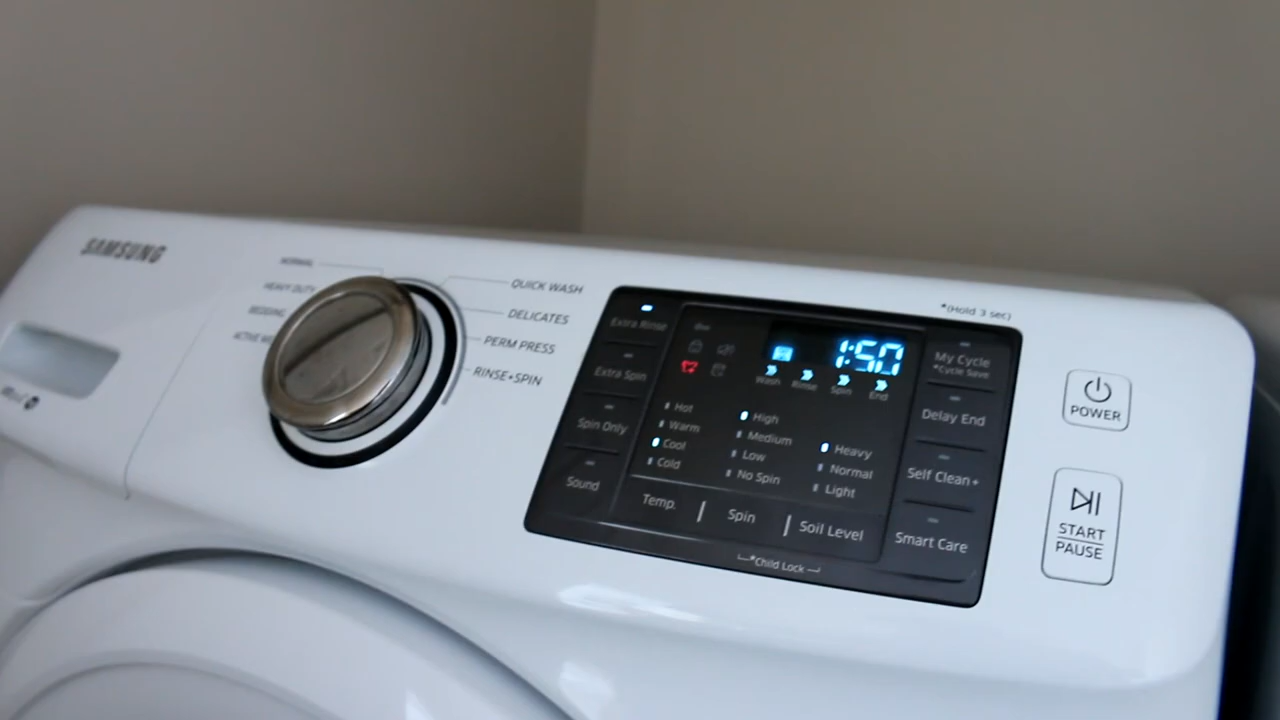 SAMSUNG
NORMAL
HEAVY DUTY
BEDDING
QUICK WASH
DELICATES
PERM PRESS
RINSE+SPIN
Extra Rinse
Extra Spin
Spin Only
Sound
1:50
Wash Rinse Spin End
Hot
Warm
Cool
Cold
High
Medium
Low
No Spin
Heavy
Normal
Light
Temp. Spin Soil Level
*Child Lock
*(Hold 3 sec)
My Cycle
*Cycle Save
Delay End
Self Clean+
Smart Care
POWER
START
PAUSE